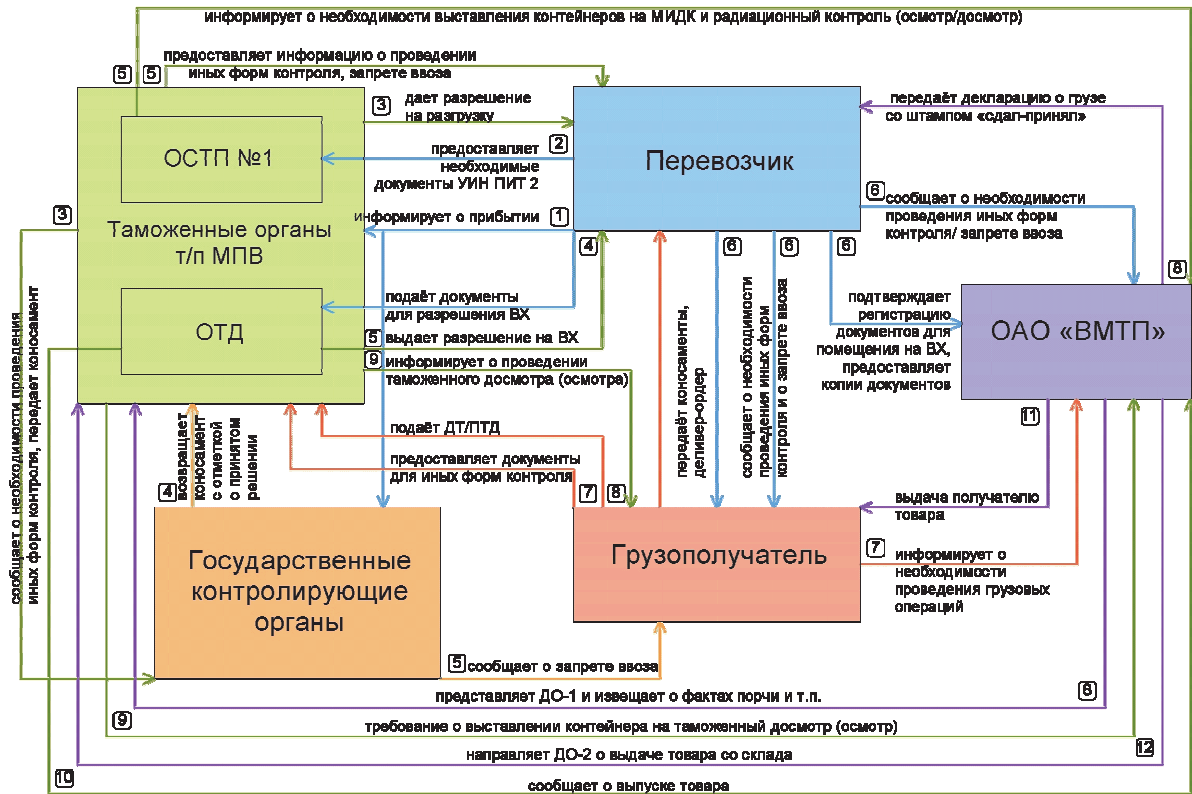 информирует о необходимости выставления контейнеров на МИДК и радиационный контроль (осмотр/досмотр)
предоставляет информацию о проведении
иных форм контроля, запрете ввоза
5
5
3
дает разрешение
на разгрузку
ОСТП №1
Таможенные органы
т/п МПВ
ОТД
Перевозчик
передаёт декларацию о грузе
со штампом «сдал-принял»
2
предоставляет
необходимые
документы УИН ПИТ 2
информирует о прибытии
1
4
6
сообщает о необходимости
проведения иных форм
контроля/ запрете ввоза
6
6
6
8
3
сообщает о необходимости проведения
иных форм контроля, передает коносамент
подаёт документы
для разрешения ВХ
5
выдает разрешение на ВХ
9
информирует о проведении
таможенного досмотра (осмотра)
передаёт коносаменты,
деливер-ордер
сообщает о необходимости
проведения иных форм
контроля и о запрете ввоза
подтверждает
регистрацию
документов для
помещения на ВХ,
предоставляет
копии документов
ОАО «ВМТП»
11
4
возвращает
коносамент
с отметкой
о принятом
решении
подаёт ДТ/ПТД
предоставляет документы
для иных форм контроля
7
8
выдача получателю
товара
Государственные
контролирующие
органы
Грузополучатель
7
информирует о
необходимости
проведения грузовых
операций
5
сообщает о запрете ввоза
представляет ДО-1 и извещает о фактах порчи и т.п.
8
9
требование о выставлении контейнера на таможенный досмотр (осмотр)
направляет ДО-2 о выдаче товара со склада
12
10
сообщает о выпуске товара